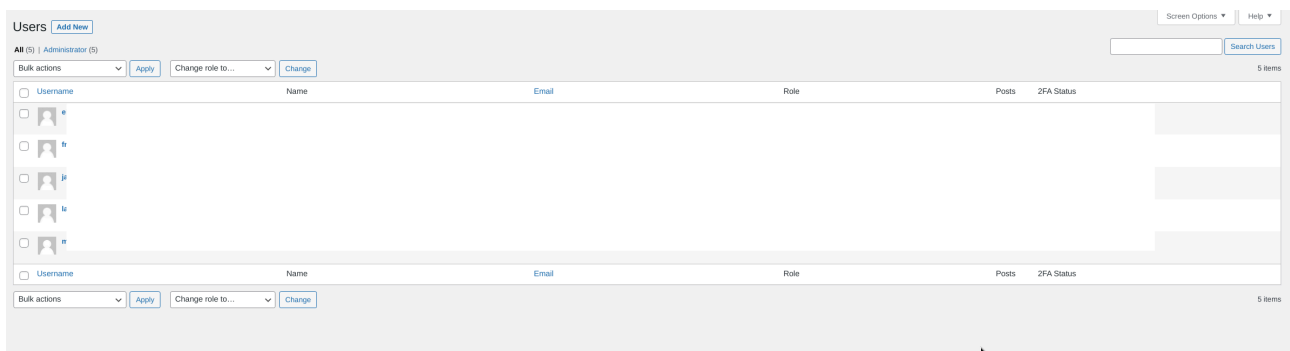 Screen Options ▼ Help ▼
Users Add New
All (5) | Administrator (5)
Search Users
Bulk actions Apply Change role to... Change 5 items
Username Name Email Role Posts 2FA Status
e
fr
la
Username Name Email Role Posts 2FA Status
Bulk actions Apply Change role to... Change 5 items